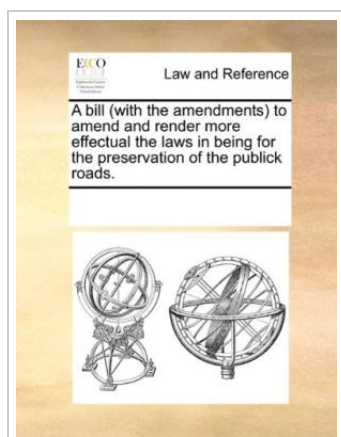 ECCO
Law and Reference
A bill (with the amendments) to
amend and render more
effectual the laws in being for
the preservation of the publick
roads.